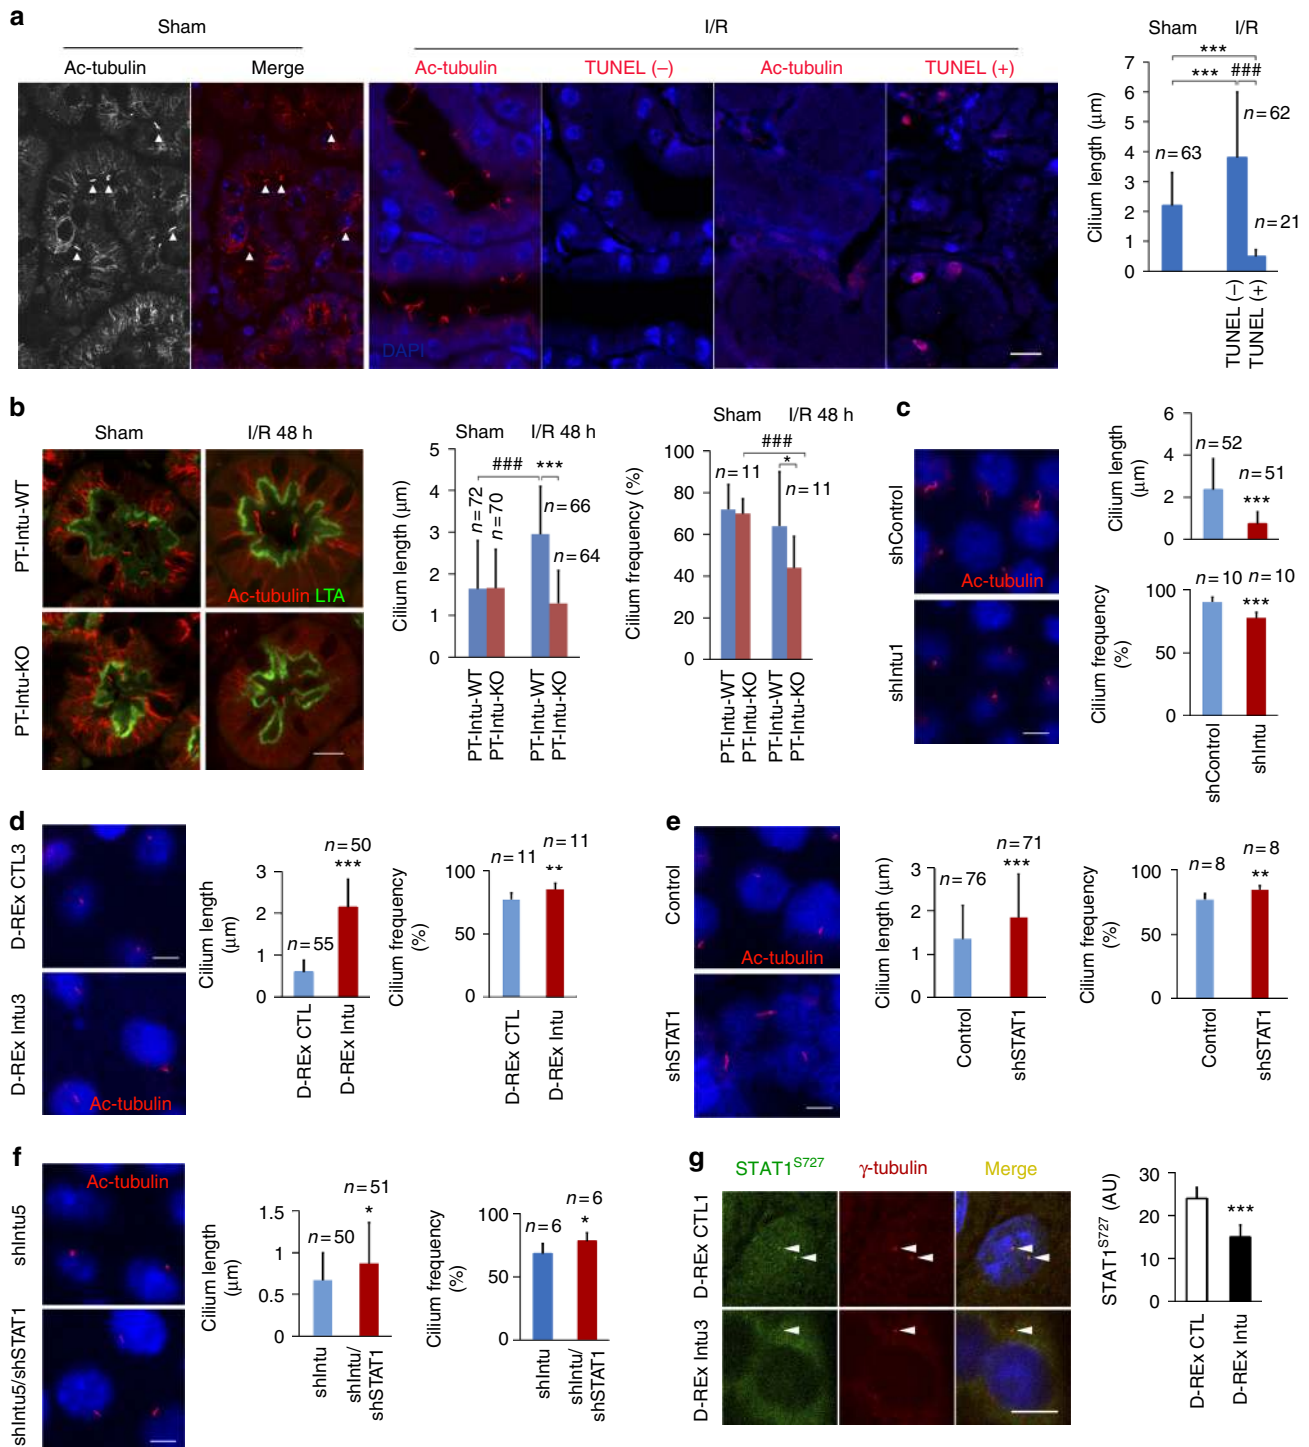 a
Sham
I/R
Ac-tubulin
Merge
Ac-tubulin
TUNEL (–)
Ac-tubulin
TUNEL (+)
DAPI
Sham
I/R
***
***
###
Cilium length (μm)
7
6
5
4
3
2
1
0
n=63
n=62
n=21
TUNEL (–)
TUNEL (+)
b
Sham
I/R 48 h
PT-Intu-WT
PT-Intu-KO
Ac-tubulin LTA
Sham
I/R 48 h
###
***
Cilium length (μm)
5
4
3
2
1
0
n=72
n=70
n=66
n=64
PT-Intu-WT
PT-Intu-KO
PT-Intu-WT
PT-Intu-KO
Sham
I/R 48 h
###
*
Cilium frequency (%)
100
80
60
40
20
0
n=11
n=11
PT-Intu-WT
PT-Intu-KO
PT-Intu-WT
PT-Intu-KO
c
shControl
shIntu1
Ac-tubulin
Cilium length
(μm)
6
4
2
0
n=52
n=51
***
Cilium frequency
(%)
100
50
0
n=10
n=10
***
shControl
shIntu
d
D-REx CTL3
D-REx Intu3
Ac-tubulin
Cilium length
(μm)
3
2
1
0
n=55
n=50
***
D-REx CTL
D-REx Intu
Cilium frequency
(%)
100
50
0
n=11
n=11
**
D-REx CTL
D-REx Intu
e
Control
shSTAT1
Ac-tubulin
Cilium length (μm)
3
2
1
0
n=76
n=71
***
Control
shSTAT1
Cilium frequency
(%)
100
50
0
n=8
n=8
**
Control
shSTAT1
f
shIntu5
shIntu5/shSTAT1
Ac-tubulin
Cilium length
(μm)
1.5
1
0.5
0
n=50
n=51
*
shIntu
shIntu/
shSTAT1
Cilium frequency
(%)
100
50
0
n=6
n=6
*
shIntu
shIntu/
shSTAT1
g
STAT1S727
γ-tubulin
Merge
D-REx CTL1
D-REx Intu3
STAT1S727 (AU)
30
20
10
0
***
D-REx CTL
D-REx Intu